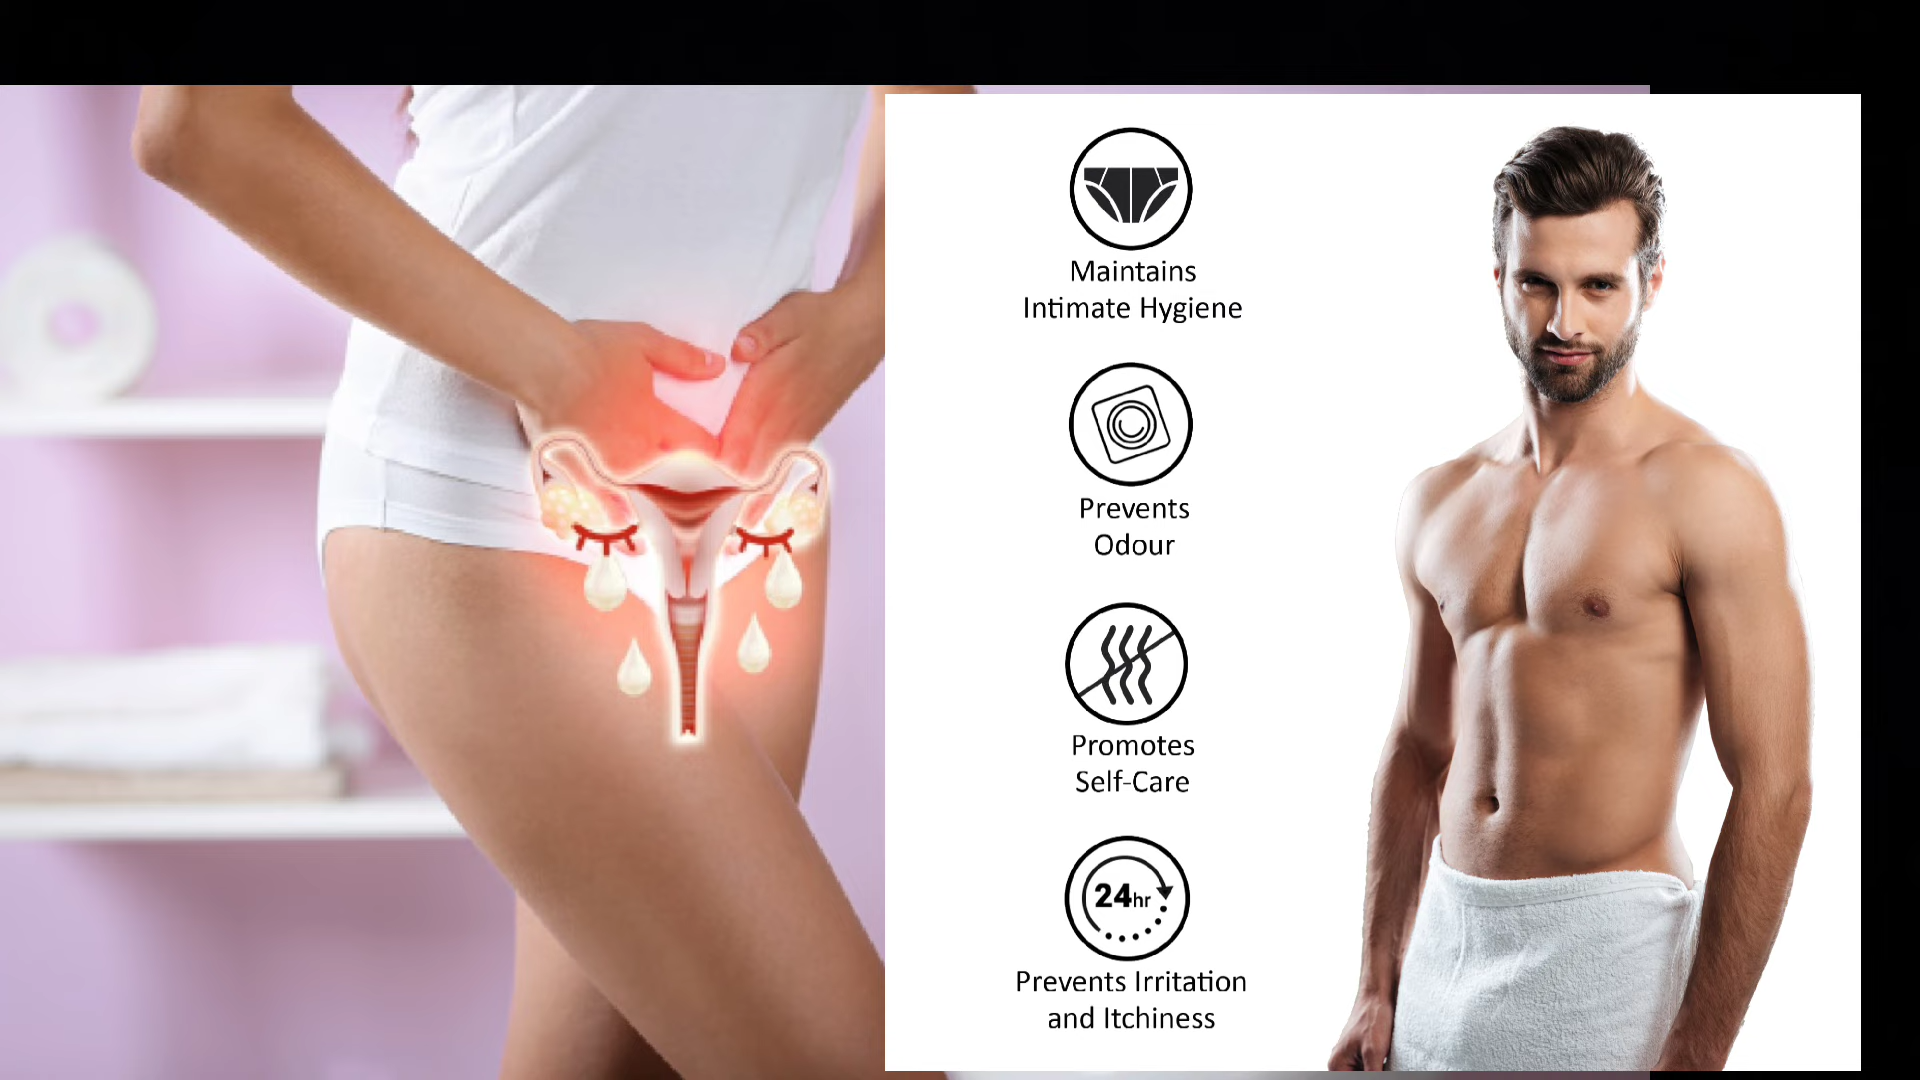 Maintains
Intimate Hygiene
Prevents
Odour
Promotes
Self-Care
24hr
Prevents Irritation
and Itchiness